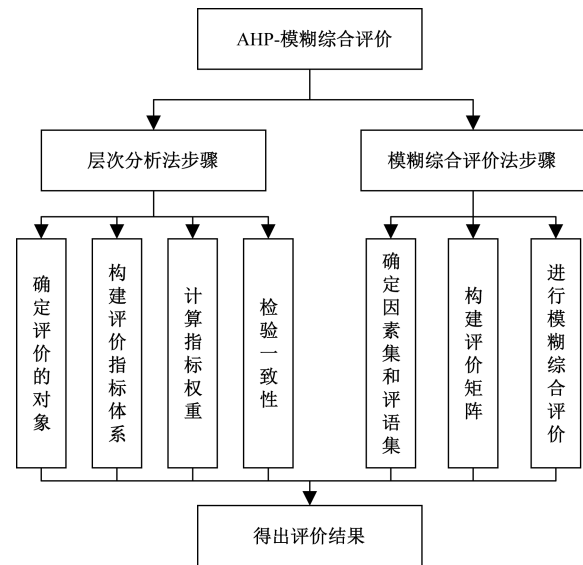 AHP-模糊综合评价
层次分析法步骤
模糊综合评价法步骤
确定评价的对象
构建评价指标体系
计算指标权重
检验一致性
确定因素集和评语集
构建评价矩阵
进行模糊综合评价
得出评价结果